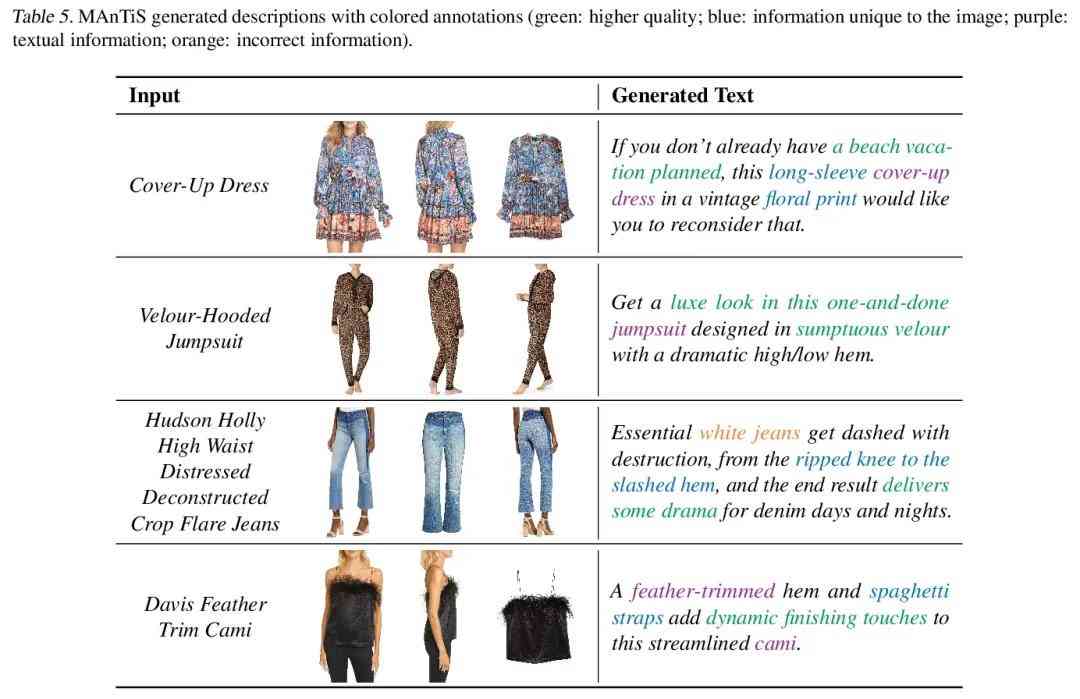 Table 5. MAnTiS generated descriptions with colored annotations (green: higher quality; blue: information unique to the image; purple:
textual information; orange: incorrect information).
Input
Generated Text
Cover-Up Dress
If you don't already have a beach vaca-
tion planned, this long-sleeve cover-up
dress in a vintage floral print would like
you to reconsider that.
Velour-Hooded
Jumpsuit
Get a luxe look in this one-and-done
jumpsuit designed in sumptuous velour
with a dramatic high/low hem.
Hudson Holly
High Waist
Distressed
Deconstructed
Crop Flare Jeans
Essential white jeans get dashed with
destruction, from the ripped knee to the
slashed hem, and the end result delivers
some drama for denim days and nights.
Davis Feather
Trim Cami
A feather-trimmed hem and spaghetti
straps add dynamic finishing touches to
this streamlined cami.